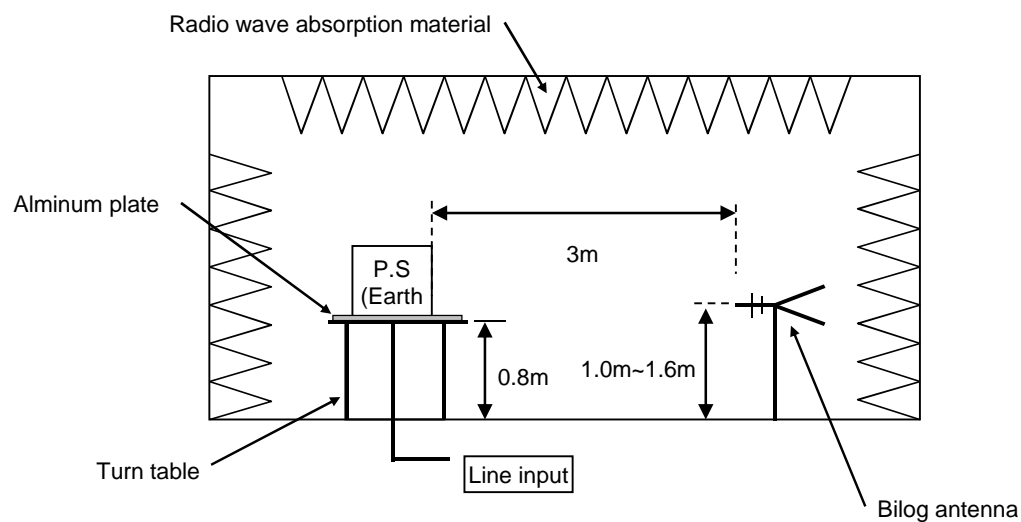 Radio wave absorption material
Alminum plate
P.S
(Earth
3m
0.8m
1.0m~1.6m
Turn table
Line input
Bilog antenna